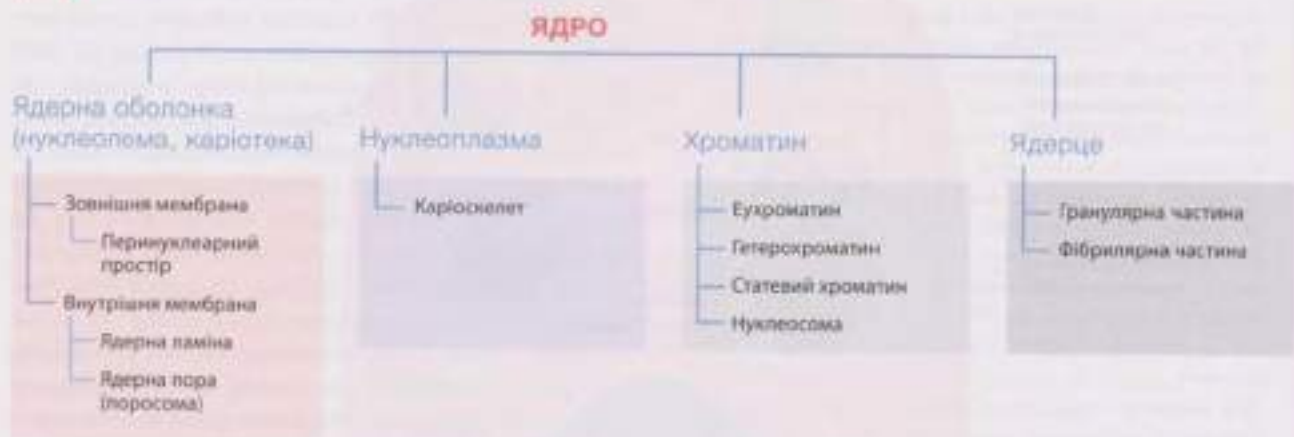 ЯДРО
Ядерна оболонка
(нуклеолема, каріотека)
Зовнішня мембрана
Перинуклеарний
простір
Внутрішня мембрана
Ядерна ламіна
Ядерна пора
(поросома)
Нуклеоплазма
Каріоскелет
Хроматин
Еухроматин
Гетерохроматин
Статевий хроматин
Нуклеосома
Ядерце
Гранулярна частина
Фібрилярна частина